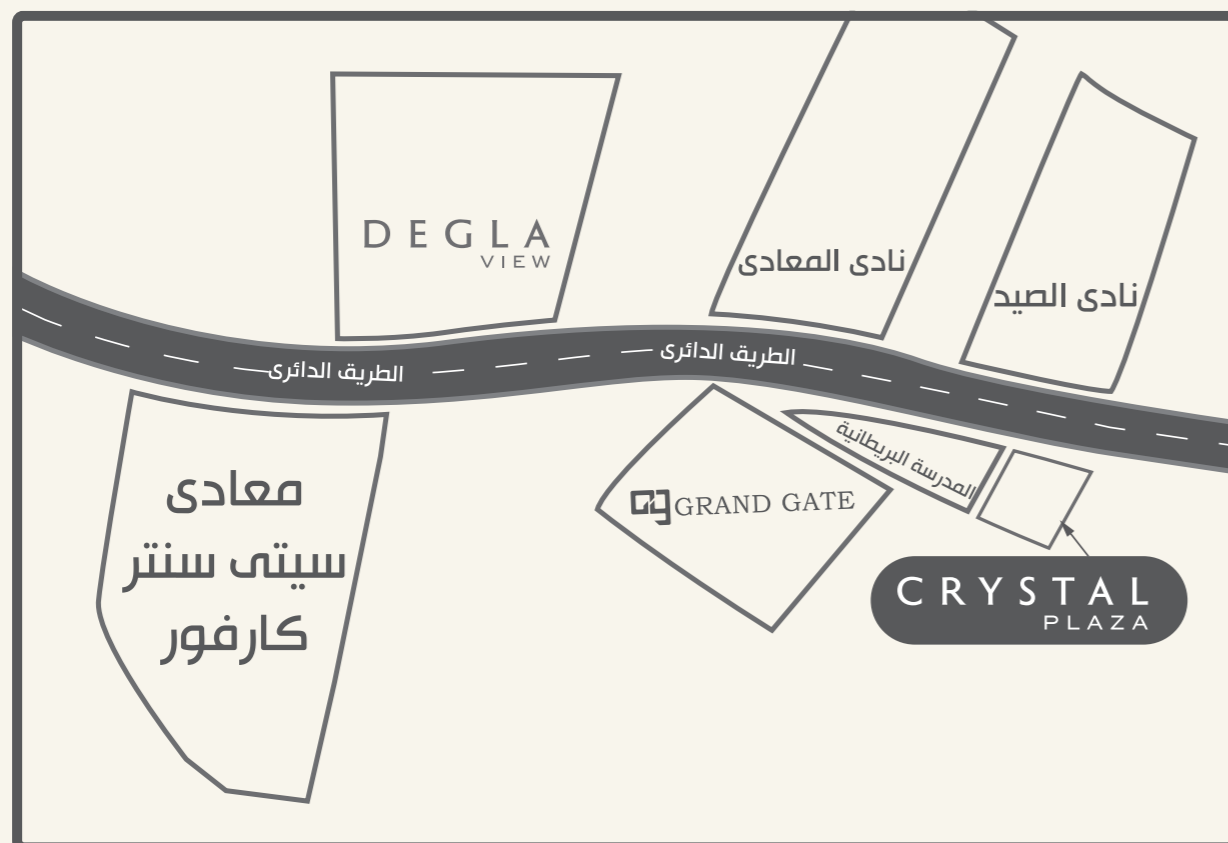 DEGLA
VIEW
نادى المعادى
نادى الصيد
الطريق الدائرى
الطريق الدائرى
المدرسة البريطانية
معادى
سيتى سنتر
كارفور
GRAND GATE
CRYSTAL
PLAZA